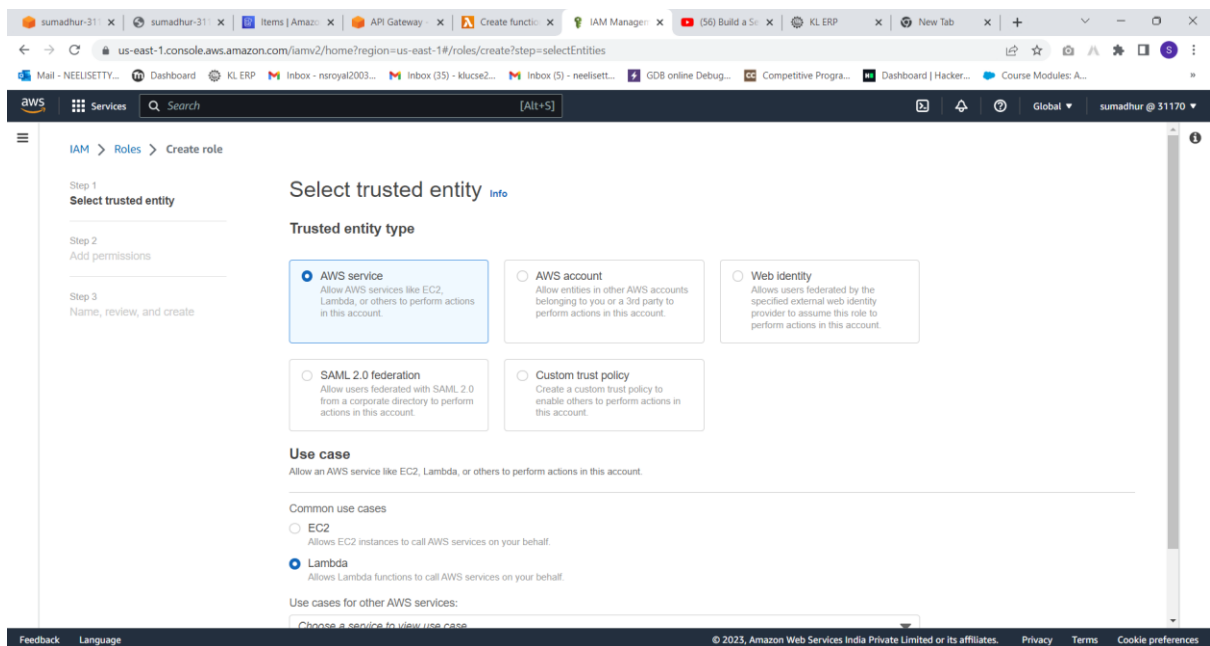 sumadhur-311
sumadhur-311
Items | Amazo
API Gateway -
Create functio
IAM Managem
(56) Build a Se
KL ERP
New Tab
us-east-1.console.aws.amazon.com/iamv2/home?region=us-east-1#/roles/create?step=selectEntities
Mail - NEELISETTY...
Dashboard
KL ERP
Inbox - nsroyal2003...
Inbox (35) - klucse2...
Inbox (5) - neelisett...
GDB online Debug...
Competitive Progra...
Dashboard | Hacker...
Course Modules: A...
aws
Services
Search
[Alt+S]
Global
sumadhur @ 31170
IAM > Roles > Create role
Step 1
Select trusted entity
Step 2
Add permissions
Step 3
Name, review, and create
Select trusted entity Info
Trusted entity type
AWS service
Allow AWS services like EC2,
Lambda, or others to perform actions
in this account.
AWS account
Allow entities in other AWS accounts
belonging to you or a 3rd party to
perform actions in this account.
Web identity
Allows users federated by the
specified external web identity
provider to assume this role to
perform actions in this account.
SAML 2.0 federation
Allow users federated with SAML 2.0
from a corporate directory to perform
actions in this account.
Custom trust policy
Create a custom trust policy to
enable others to perform actions in
this account.
Use case
Allow an AWS service like EC2, Lambda, or others to perform actions in this account.
Common use cases
EC2
Allows EC2 instances to call AWS services on your behalf.
Lambda
Allows Lambda functions to call AWS services on your behalf.
Use cases for other AWS services:
Choose a service to view use case
Feedback
Language
© 2023, Amazon Web Services India Private Limited or its affiliates.
Privacy
Terms
Cookie preferences